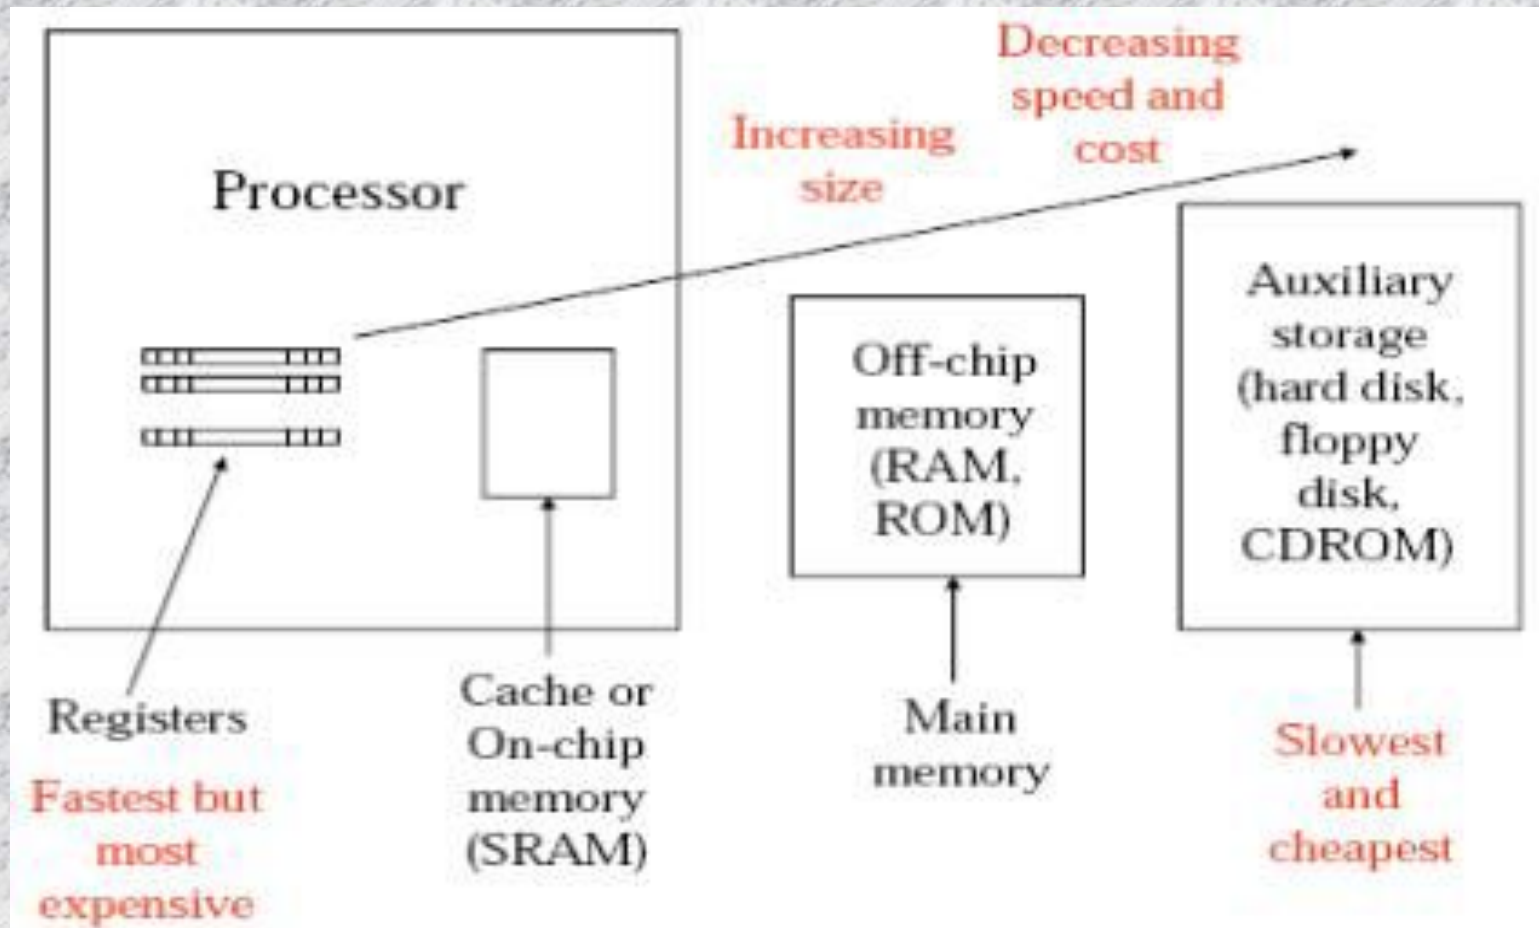 Decreasing
speed and
cost
Increasing
size
Processor
Auxiliary
storage
(hard disk,
floppy
disk,
CDROM)
Off-chip
memory
(RAM,
ROM)
Registers
Fastest but
most
expensive
Cache or
On-chip
memory
(SRAM)
Main
memory
Slowest
and
cheapest